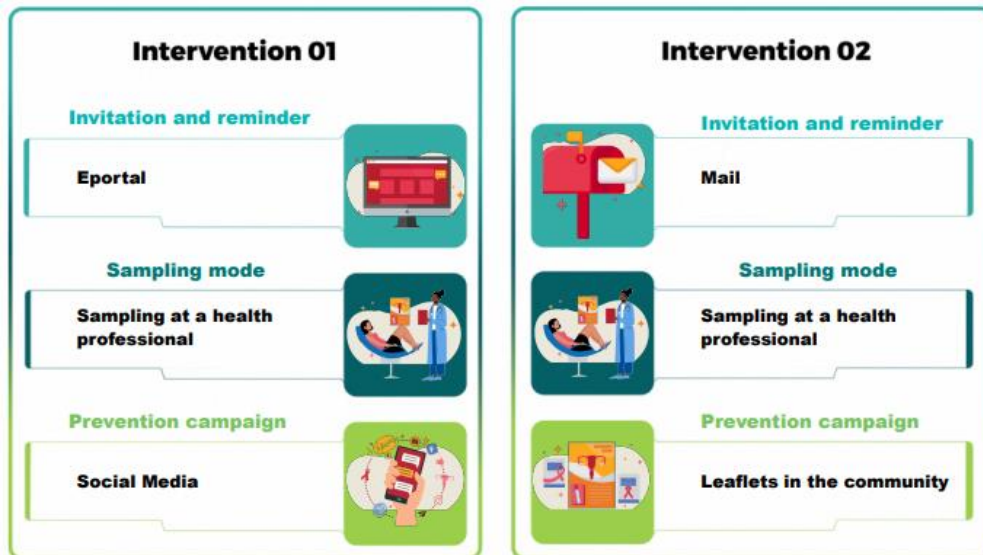 Intervention 01
Invitation and reminder
Eportal
Sampling mode
Sampling at a health
professional
Prevention campaign
Social Media
Intervention 02
Invitation and reminder
Mail
Sampling mode
Sampling at a health
professional
Prevention campaign
Leaflets in the community